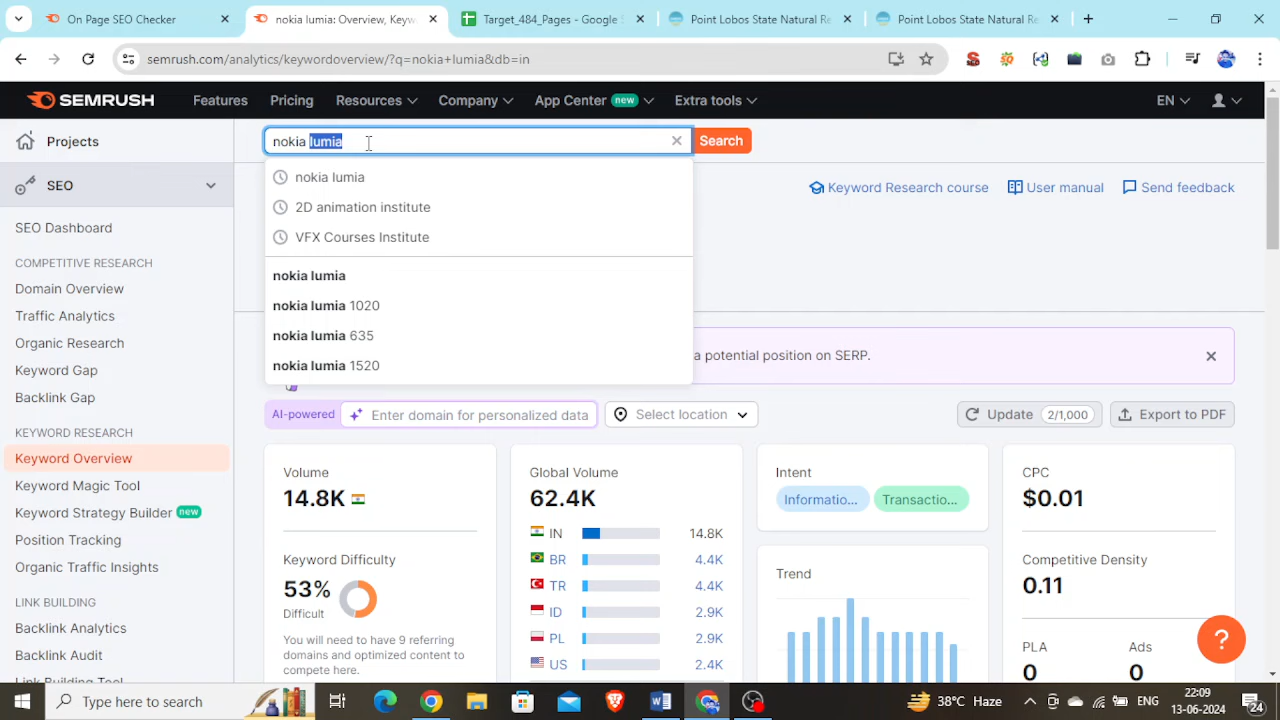 On Page SEO Checker
nokia lumia: Overview, Keyw
Target_484_Pages - Google S
Point Lobos State Natural Re
Point Lobos State Natural Re
semrush.com/analytics/keywordoverview/?q=nokia+lumia&db=in
SEMRUSH
Features
Pricing
Resources
Company
App Center new
Extra tools
EN
Projects
nokia lumia
Search
SEO
nokia lumia
2D animation institute
VFX Courses Institute
nokia lumia
nokia lumia 1020
nokia lumia 635
nokia lumia 1520
Keyword Research course
User manual
Send feedback
SEO Dashboard
COMPETITIVE RESEARCH
Domain Overview
Traffic Analytics
Organic Research
Keyword Gap
Backlink Gap
KEYWORD RESEARCH
Keyword Overview
Keyword Magic Tool
Keyword Strategy Builder new
Position Tracking
Organic Traffic Insights
LINK BUILDING
Backlink Analytics
Backlink Audit
Link Building Tool
a potential position on SERP.
AI-powered
Enter domain for personalized data
Select location
Update 2/1,000
Export to PDF
Volume
14.8K
Keyword Difficulty
53%
Difficult
You will need to have 9 referring
domains and optimized content to
compete here.
Global Volume
62.4K
IN 14.8K
BR 4.4K
TR 4.4K
ID 2.9K
PL 2.9K
US 2.4K
Intent
Informatio...
Transactio...
Trend
CPC
$0.01
Competitive Density
0.11
PLA
0
Ads
0
?
Type here to search
38°C Haze
ENG
22:09
13-06-2024
24